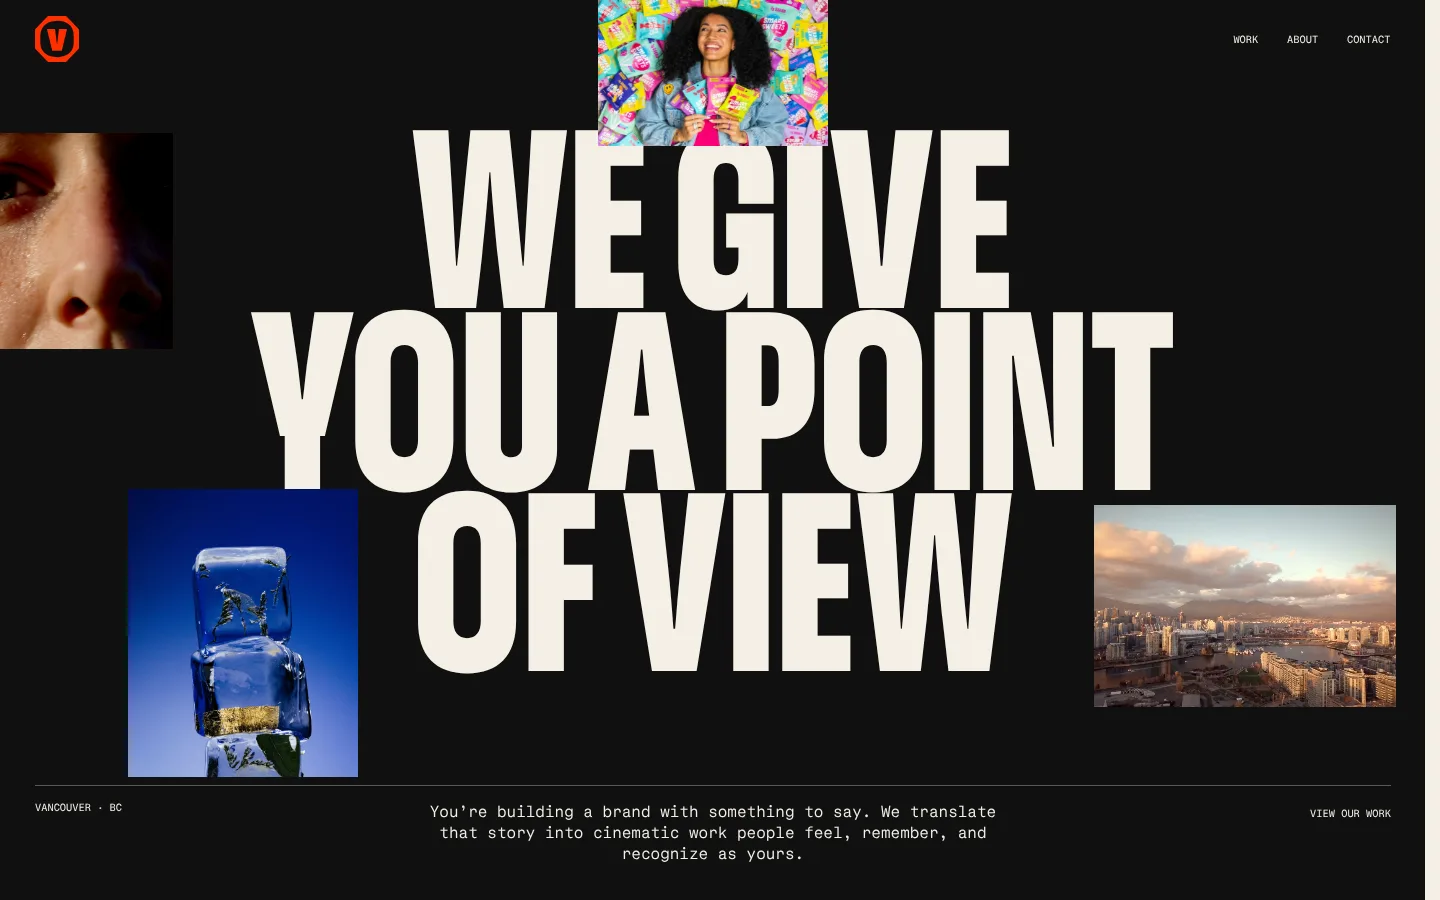 V
WORK ABOUT CONTACT
WE GIVE
YOU A POINT
OF VIEW
VANCOUVER · BC
You’re building a brand with something to say. We translate
that story into cinematic work people feel, remember, and
recognize as yours.
VIEW OUR WORK